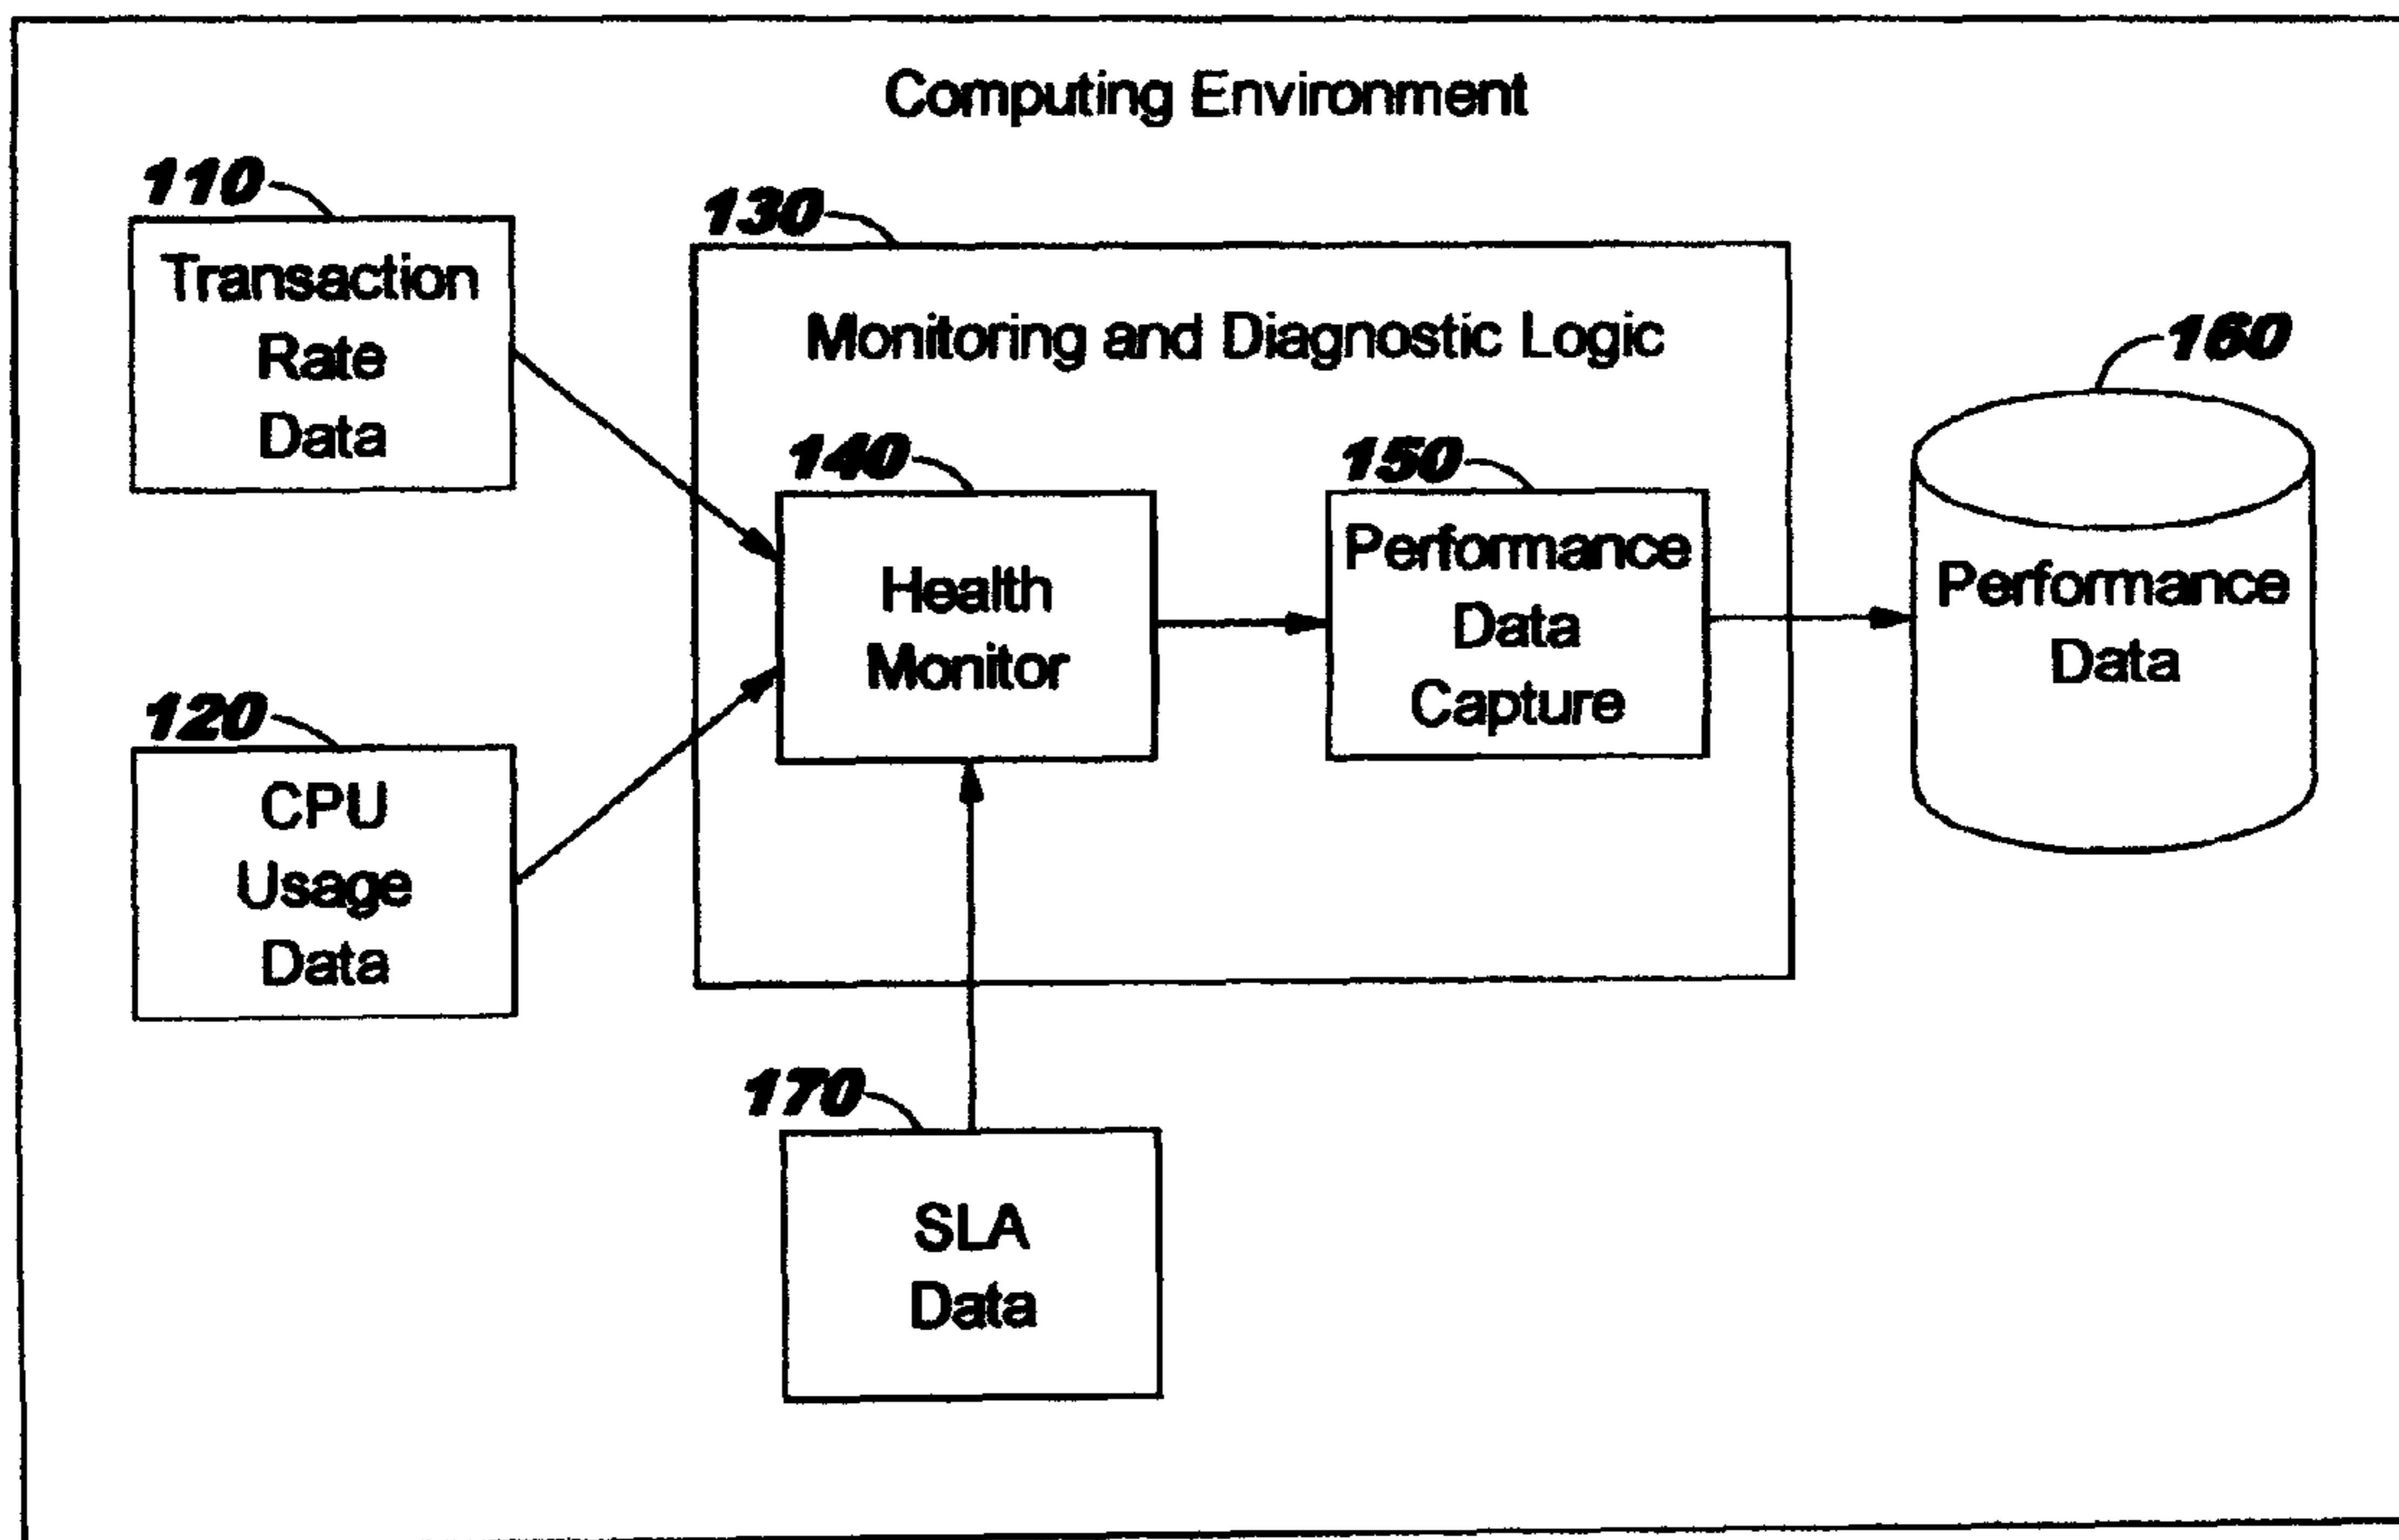 Computing Environment
110
Transaction
Rate
Data
120
CPU
Usage
Data
130
Monitoring and Diagnostic Logic
140
Health
Monitor
150
Performance
Data
Capture
160
Performance
Data
170
SLA
Data